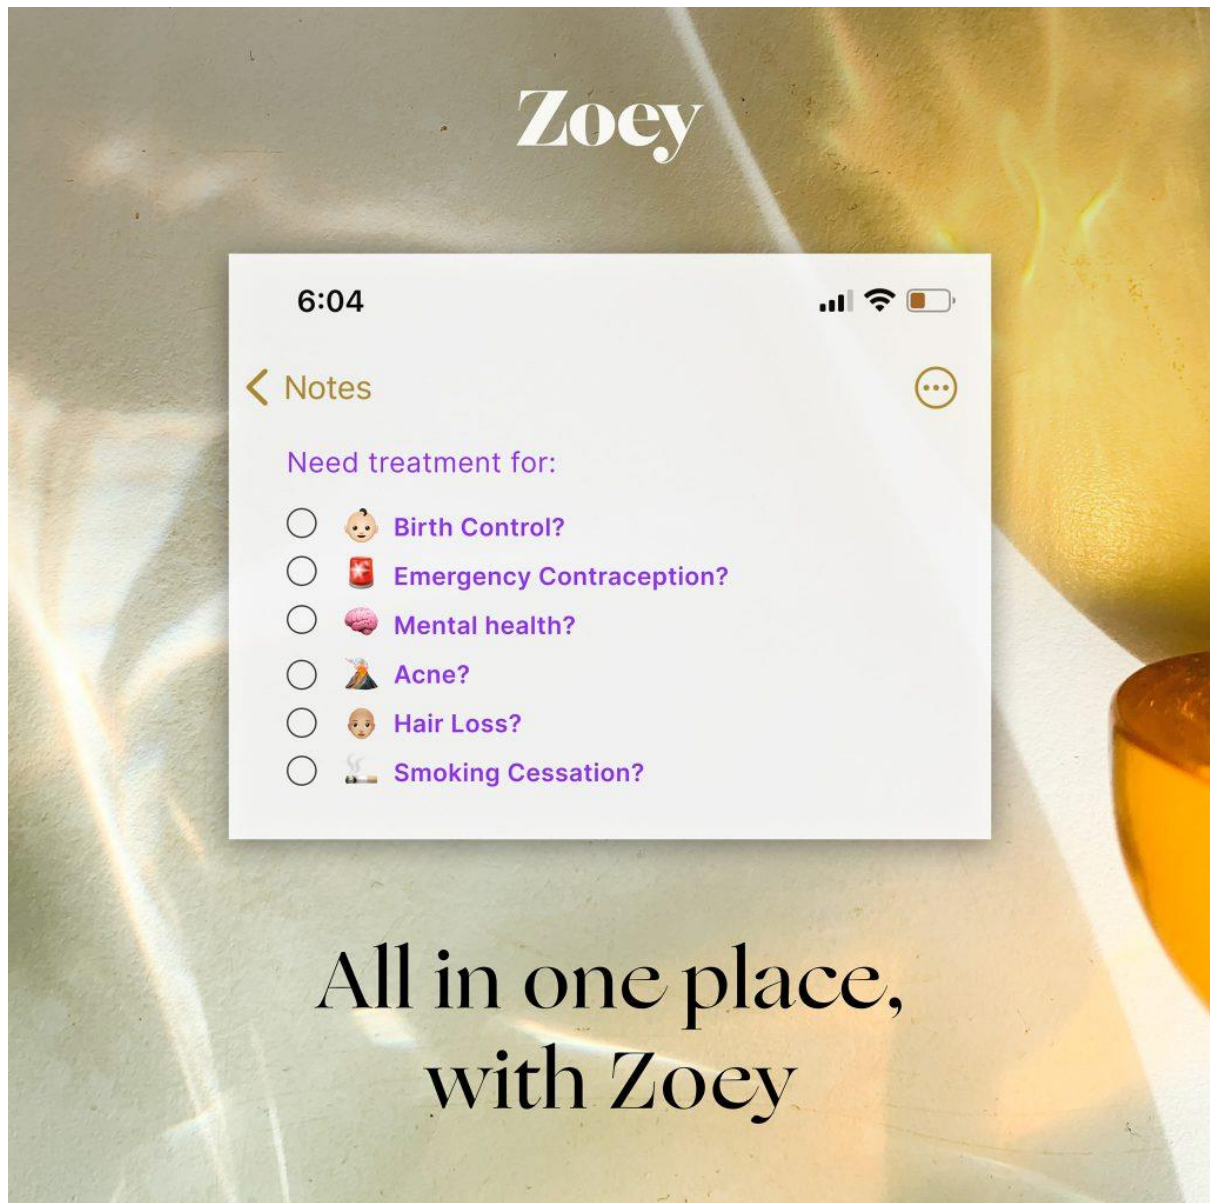 Zoey
6:04
Notes
Need treatment for:
Birth Control?
Emergency Contraception?
Mental health?
Acne?
Hair Loss?
Smoking Cessation?
All in one place,
with Zoey